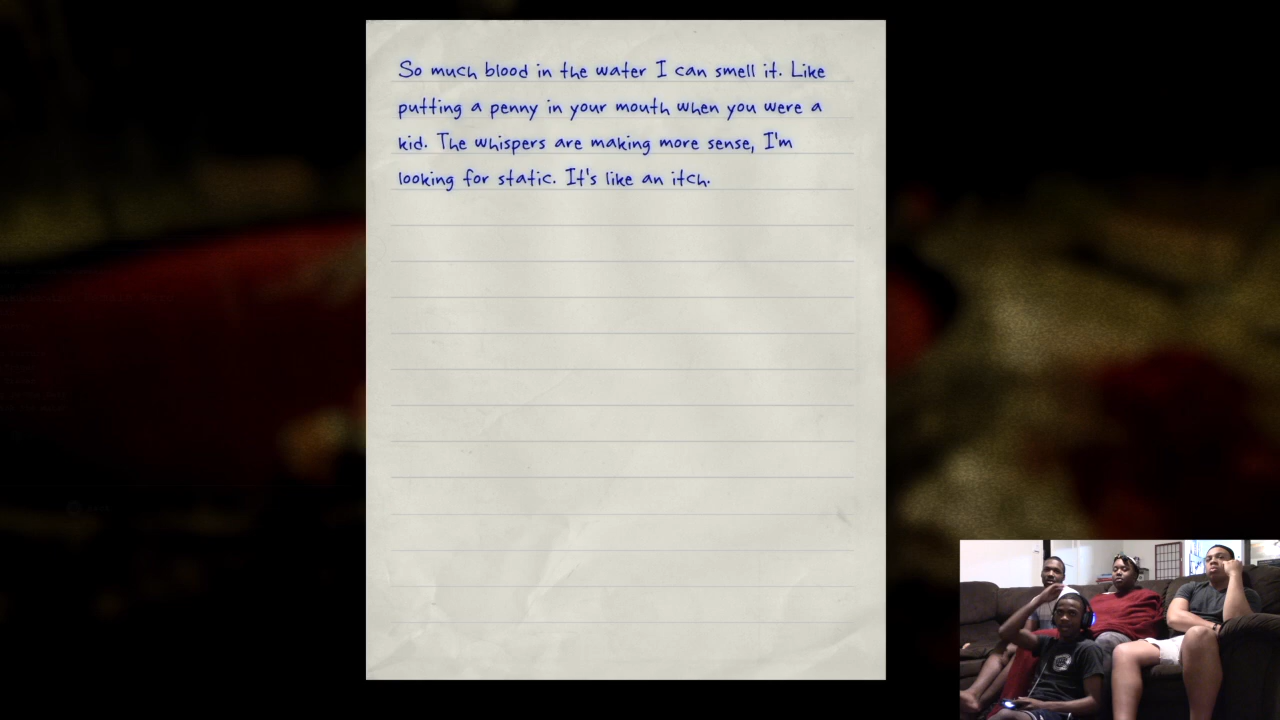 So much blood in the water I can smell it. Like
putting a penny in your mouth when you were a
kid. The whispers are making more sense, I'm
looking for static. It's like an itch.